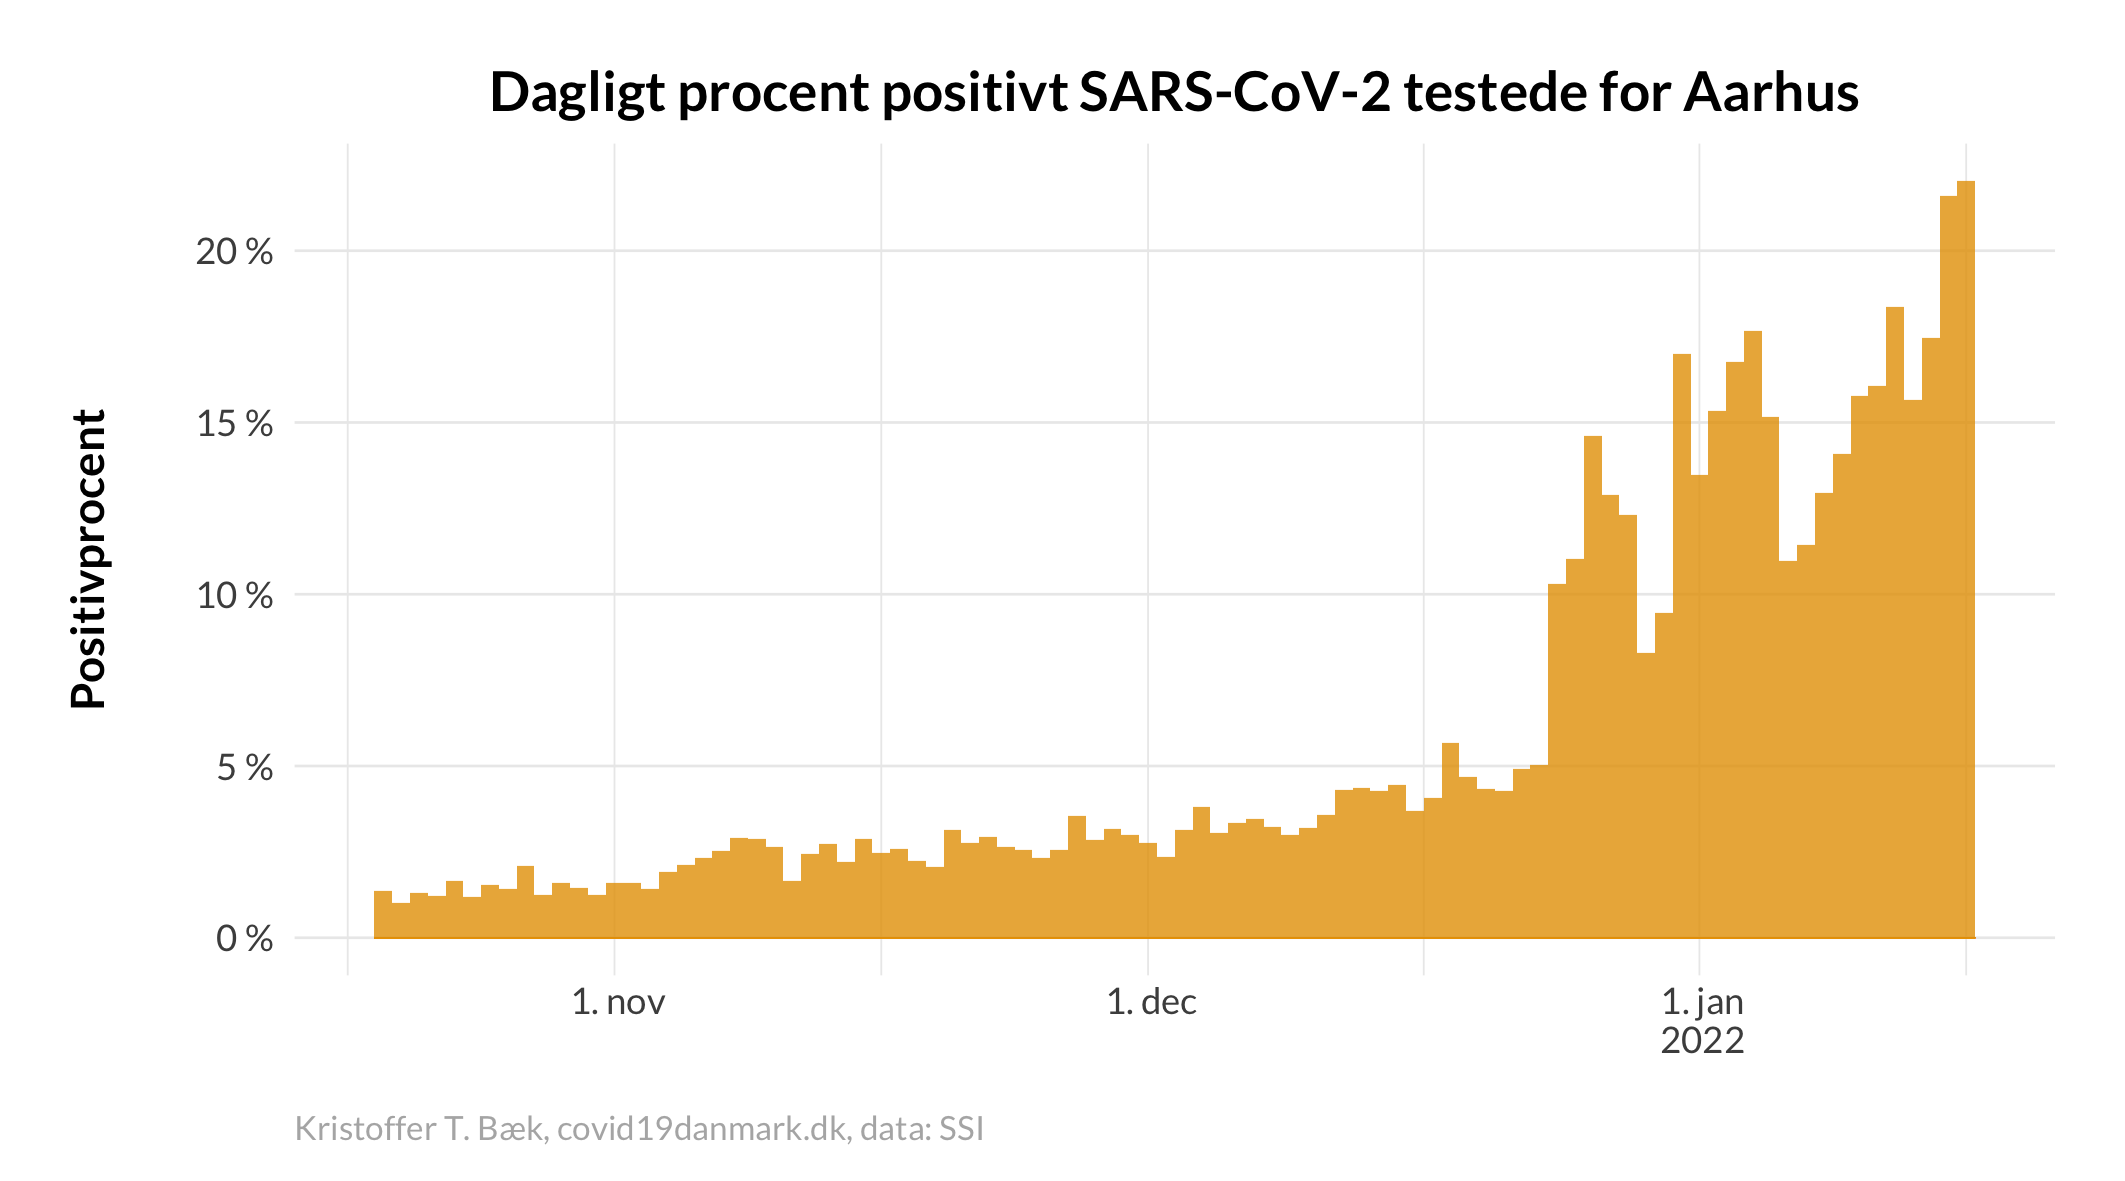 Dagligt procent positivt SARS-CoV-2 testede for Aarhus
Positivprocent
20 %
15 %
10 %
5 %
0 %
1. nov
1. dec
1. jan
2022
Kristoffer T. Bæk, covid19danmark.dk, data: SSI